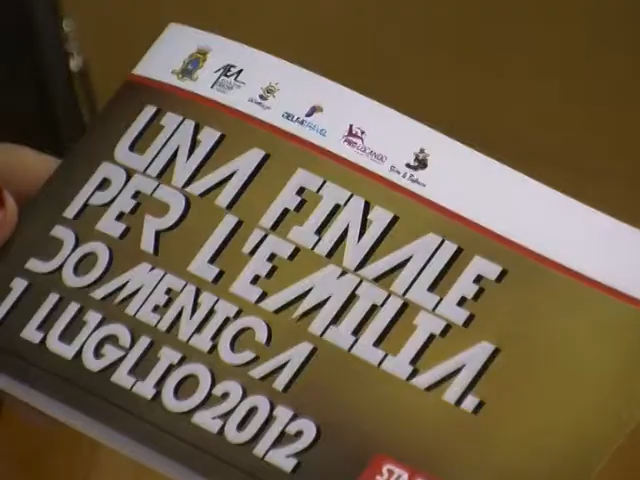 UNA FINALE
PER L'EMILIA.
DOMENICA
1 LUGLIO 2012